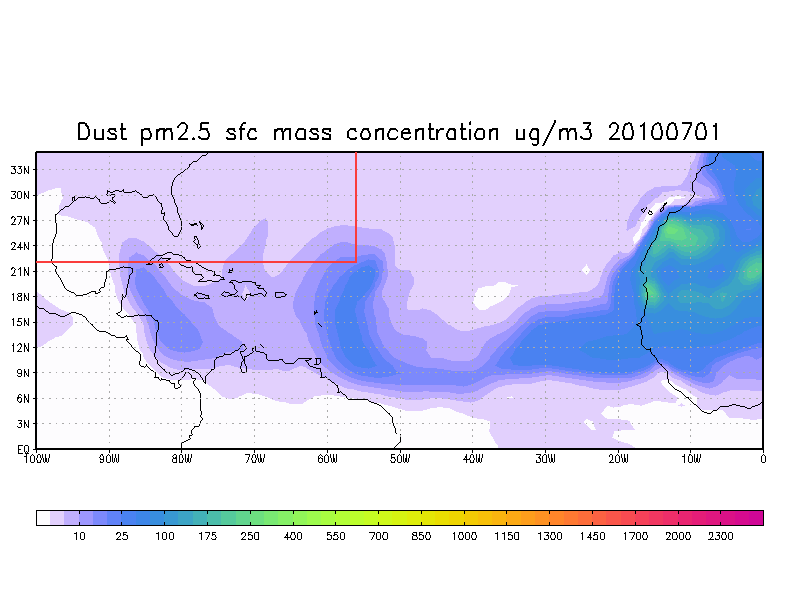 Dust pm2.5 sfc mass concentration ug/m3 20100701
33N
30N
27N
24N
21N
18N
15N
12N
9N
6N
3N
EQ
100W 90W 80W 70W 60W 50W 40W 30W 20W 10W 0
10 25 100 175 250 400 550 700 850 1000 1150 1300 1450 1700 2000 2300